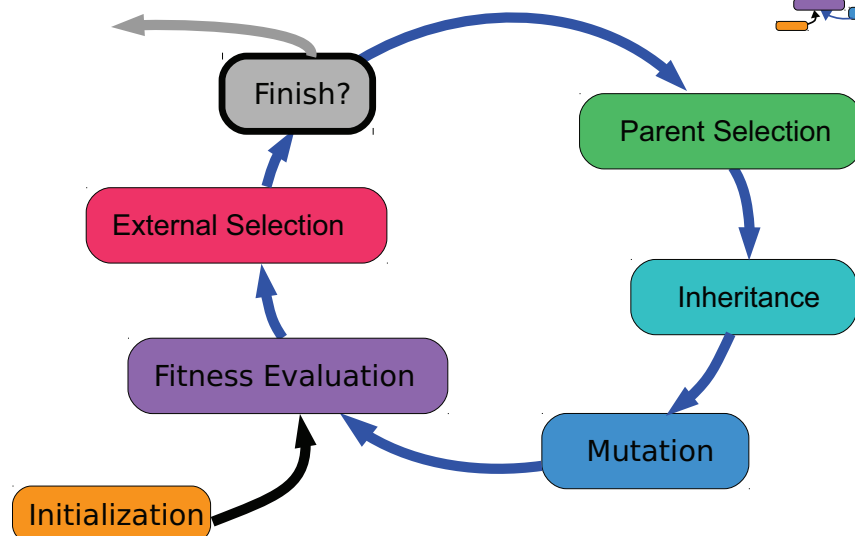 Finish?
Parent Selection
External Selection
Inheritance
Fitness Evaluation
Mutation
Initialization